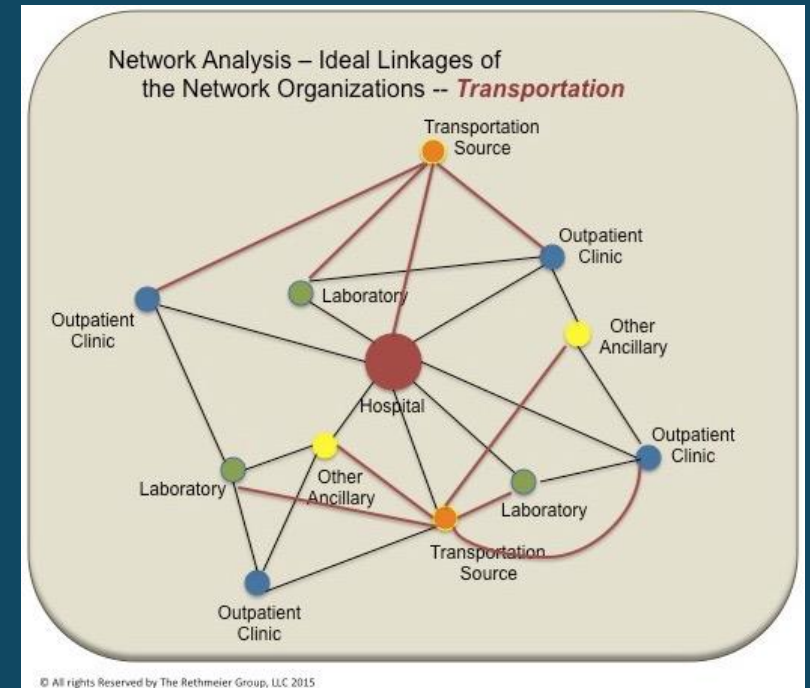 Network Analysis – Ideal Linkages of
the Network Organizations -- Transportation
Transportation
Source
Outpatient
Clinic
Laboratory
Outpatient
Clinic
Other
Ancillary
Hospital
Outpatient
Clinic
Other
Ancillary
Laboratory
Laboratory
Transportation
Source
Outpatient
Clinic
© All rights Reserved by The Rethmeier Group, LLC 2015